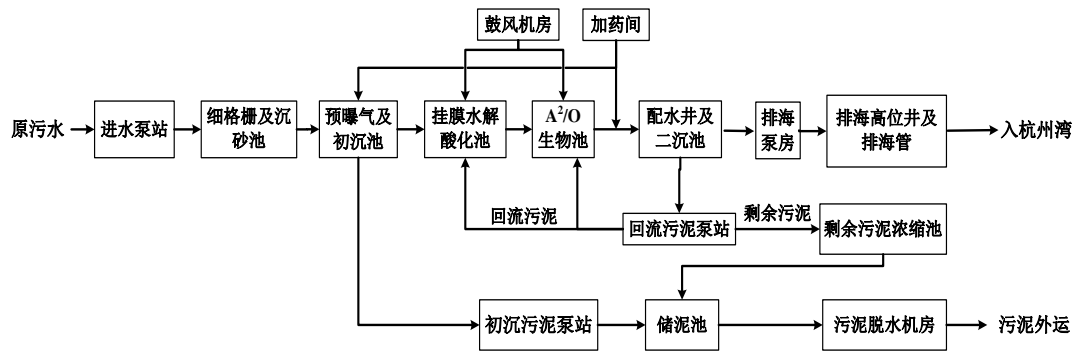 鼓风机房
加药间
原污水
进水泵站
细格栅及沉
砂池
预曝气及
初沉池
挂膜水解
酸化池
A²/O
生物池
配水井及
二沉池
排海
泵房
排海高位井及
排海管
入杭州湾
回流污泥
回流污泥泵站
剩余污泥
剩余污泥浓缩池
初沉污泥泵站
储泥池
污泥脱水机房
污泥外运